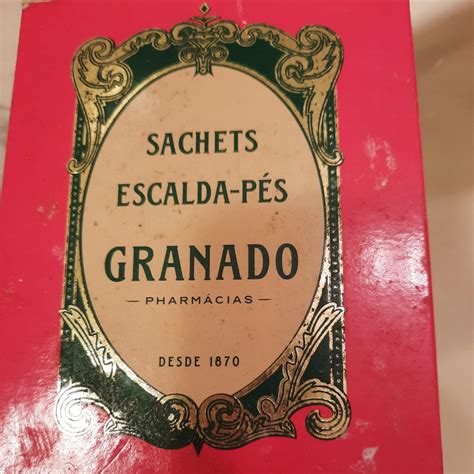 SACHETS
ESCALDA-PÉS
GRANADO
PHARMÁCIAS
DESDE 1870